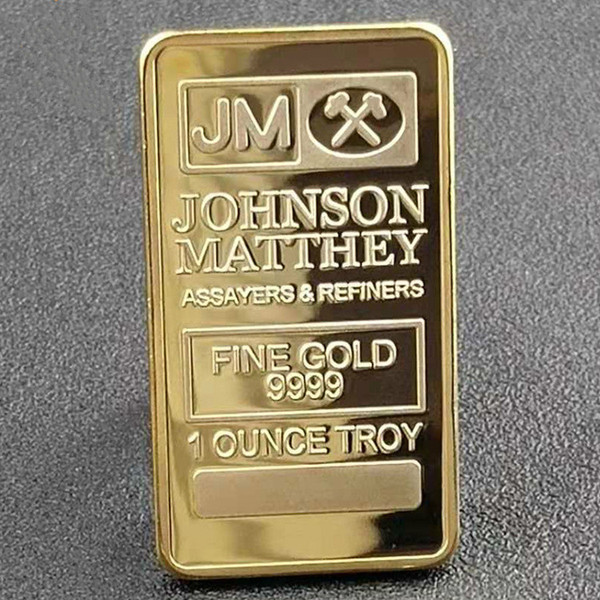 JM
JOHNSON
MATTHEY
ASSAYERS & REFINERS
FINE GOLD
9999
1 OUNCE TROY